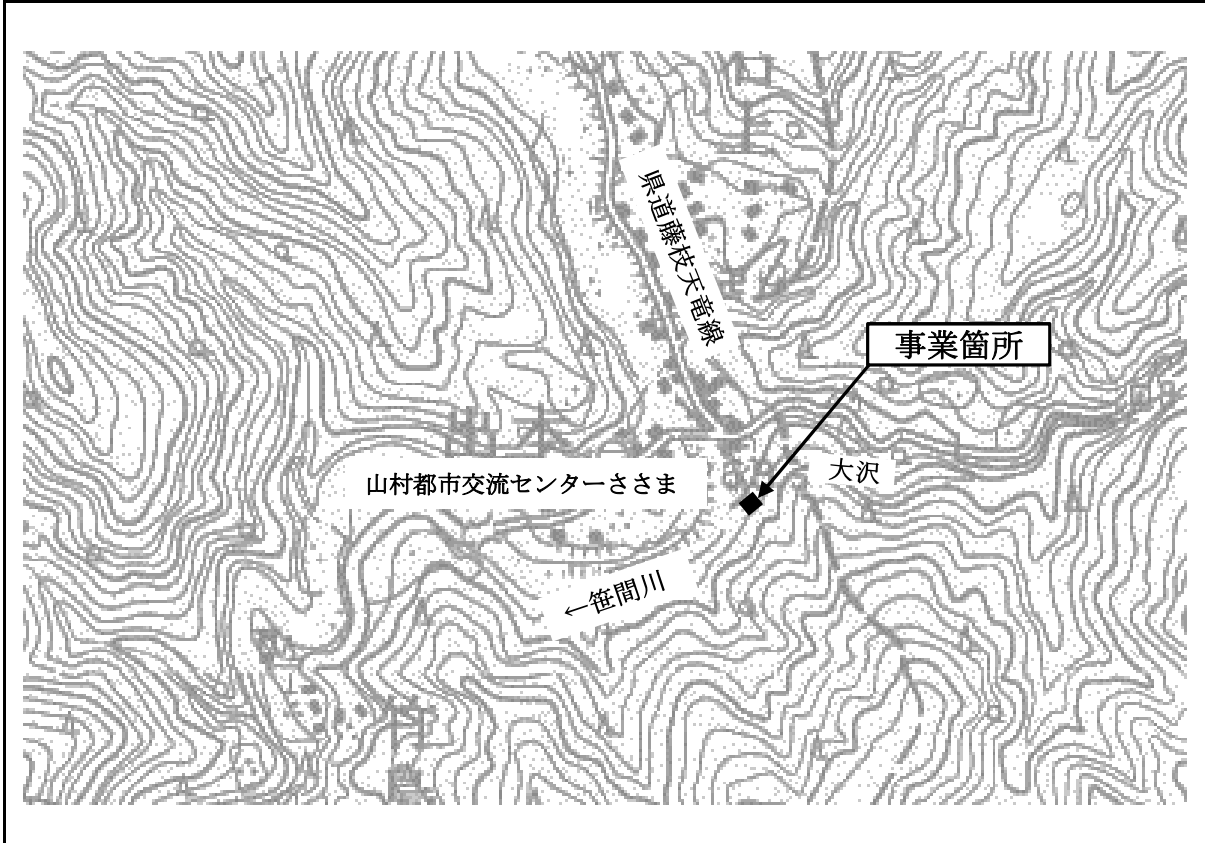 県道藤枝天竜線
事業箇所
大沢
山村都市交流センターささま
←笹間川